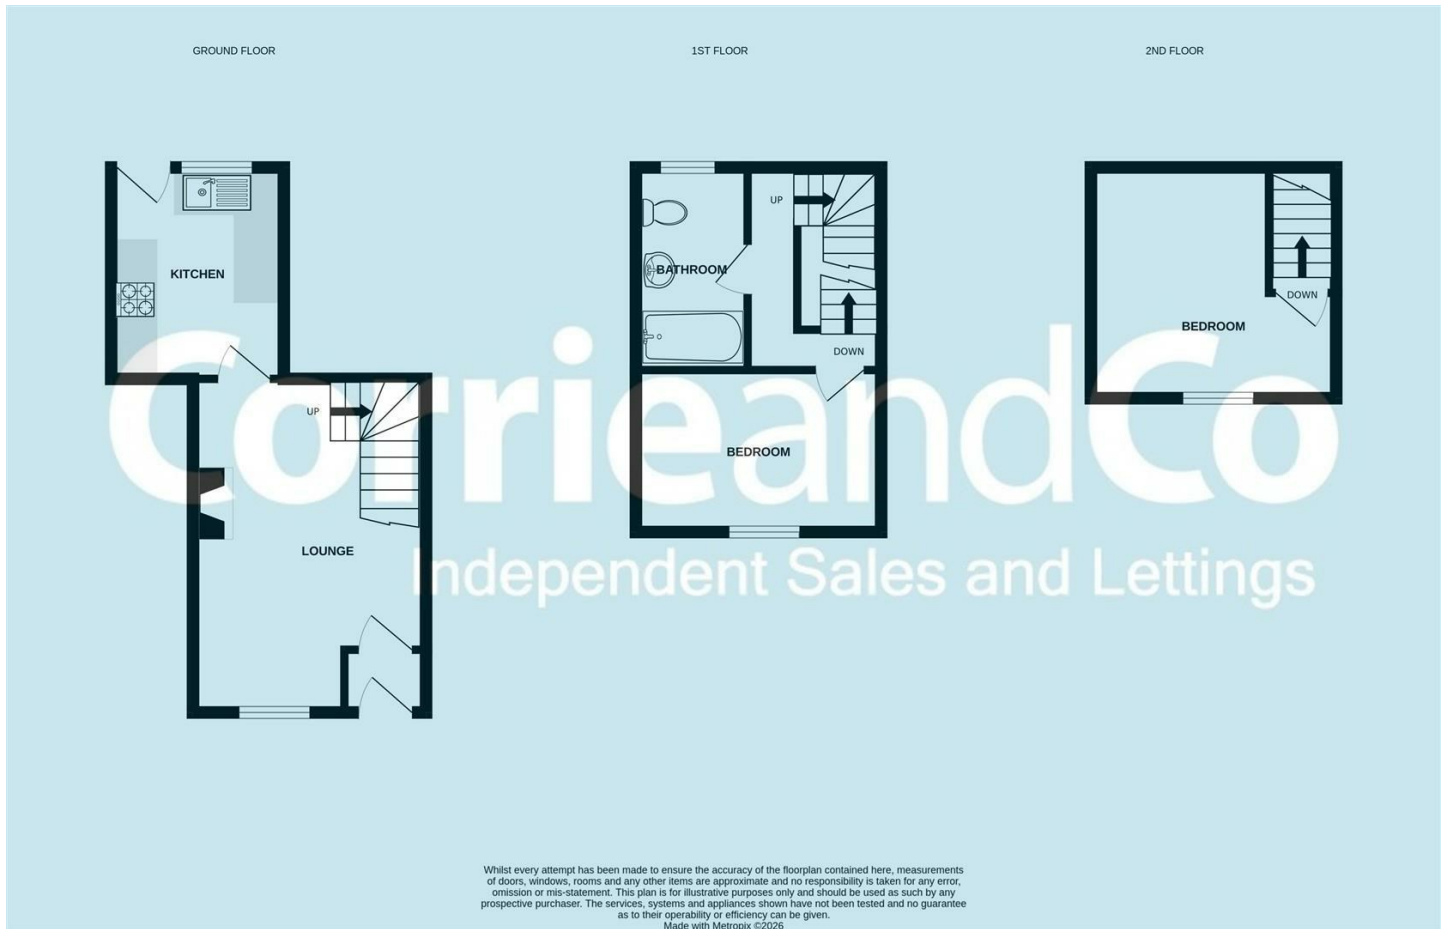 GROUND FLOOR
1ST FLOOR
2ND FLOOR
KITCHEN
UP
LOUNGE
UP
BATHROOM
DOWN
BEDROOM
DOWN
BEDROOM
CorrieandCo
Independent Sales and Lettings
Whilst every attempt has been made to ensure the accuracy of the floorplan contained here, measurements
of doors, windows, rooms and any other items are approximate and no responsibility is taken for any error,
omission or mis-statement. This plan is for illustrative purposes only and should be used as such by any
prospective purchaser. The services, systems and appliances shown have not been tested and no guarantee
as to their operability or efficiency can be given.
Made with Metropix ©2026